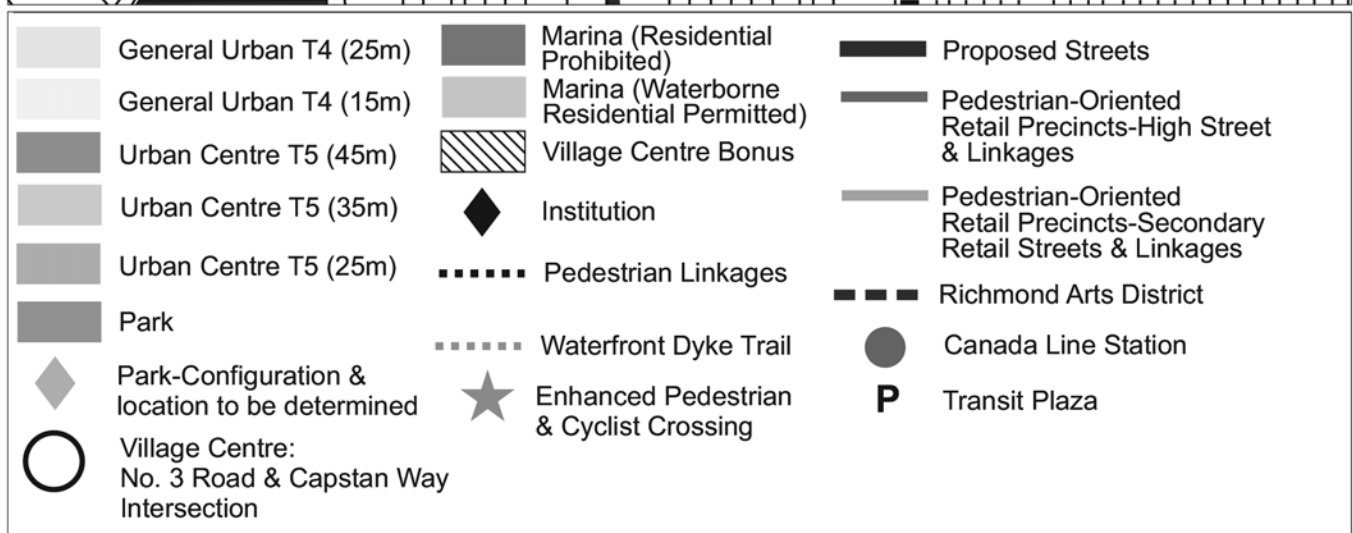 General Urban T4 (25m)
General Urban T4 (15m)
Urban Centre T5 (45m)
Urban Centre T5 (35m)
Urban Centre T5 (25m)
Park
Park-Configuration &
location to be determined
Village Centre:
No. 3 Road & Capstan Way
Intersection
Marina (Residential
Prohibited)
Marina (Waterborne
Residential Permitted)
Village Centre Bonus
Institution
Pedestrian Linkages
Waterfront Dyke Trail
Enhanced Pedestrian
& Cyclist Crossing
Proposed Streets
Pedestrian-Oriented
Retail Precincts-High Street
& Linkages
Pedestrian-Oriented
Retail Precincts-Secondary
Retail Streets & Linkages
Richmond Arts District
Canada Line Station
P Transit Plaza